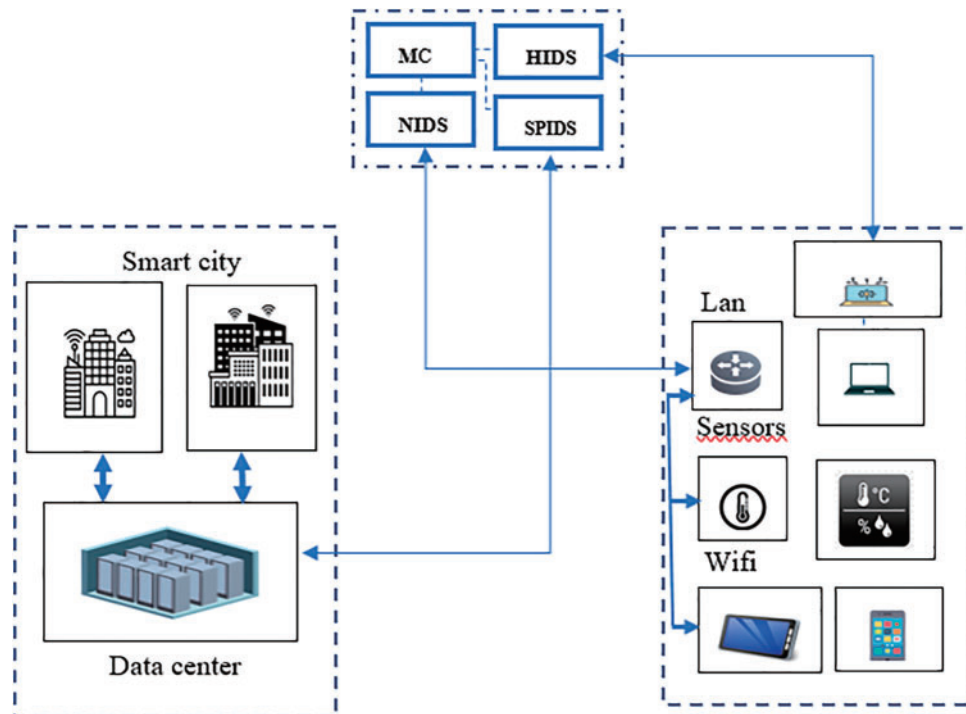 MC
HIDS
NIDS
SPIDS
Smart city
Data center
Lan
Sensors
°C
%
Wifi